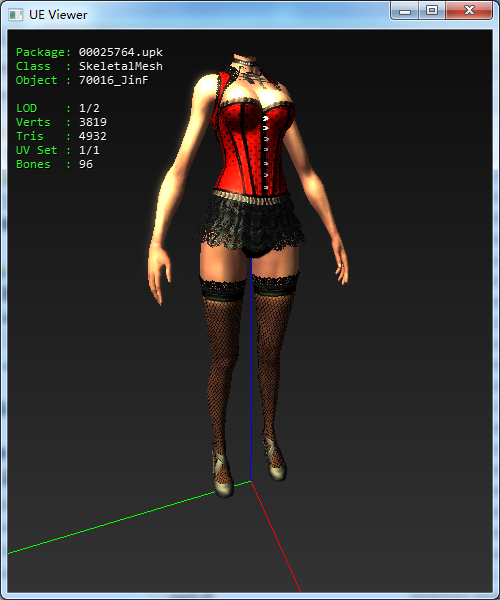 UE Viewer
Package: 00025764.upk
Class  : SkeletalMesh
Object : 70016_JinF
LOD    : 1/2
Verts  : 3819
Tris   : 4932
UV Set : 1/1
Bones  : 96